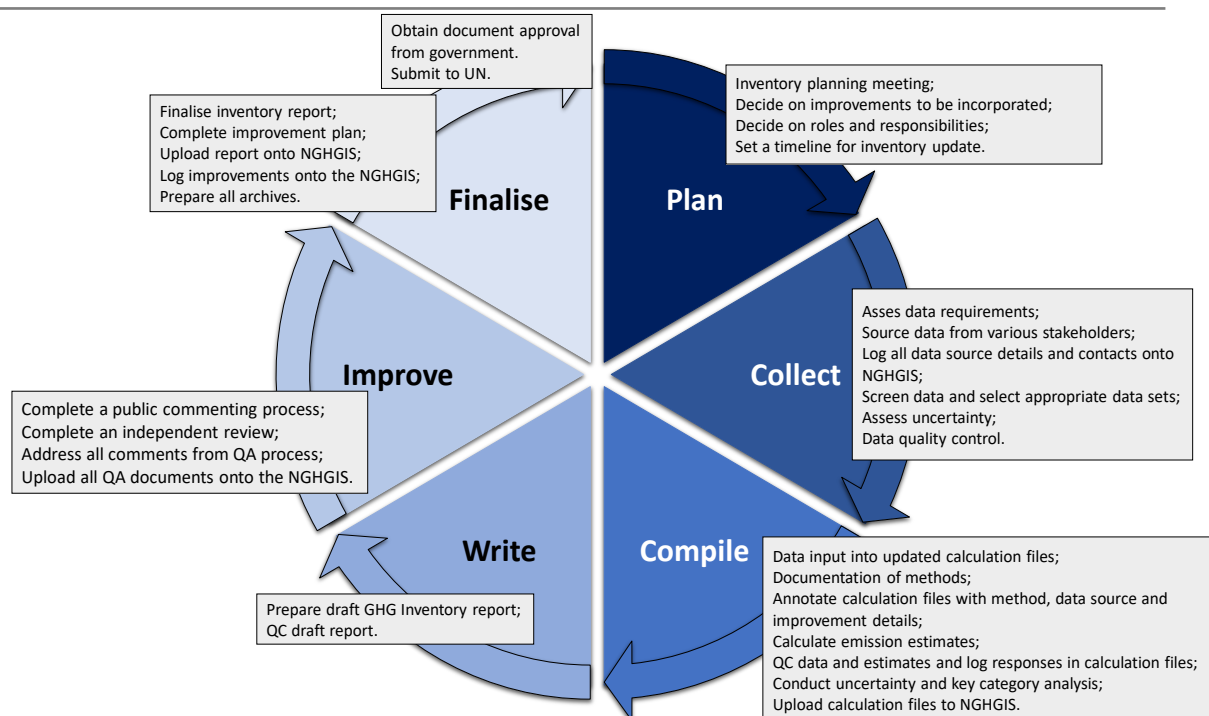 Obtain document approval
from government.
Submit to UN.
Inventory planning meeting;
Decide on improvements to be incorporated;
Decide on roles and responsibilities;
Set a timeline for inventory update.
Finalise inventory report;
Complete improvement plan;
Upload report onto NGHGIS;
Log improvements onto the NGHGIS;
Prepare all archives.
Finalise
Plan
Asses data requirements;
Source data from various stakeholders;
Log all data source details and contacts onto
NGHGIS;
Screen data and select appropriate data sets;
Assess uncertainty;
Data quality control.
Improve
Collect
Complete a public commenting process;
Complete an independent review;
Address all comments from QA process;
Upload all QA documents onto the NGHGIS.
Write
Compile
Prepare draft GHG Inventory report;
QC draft report.
Data input into updated calculation files;
Documentation of methods;
Annotate calculation files with method, data source and
improvement details;
Calculate emission estimates;
QC data and estimates and log responses in calculation files;
Conduct uncertainty and key category analysis;
Upload calculation files to NGHGIS.